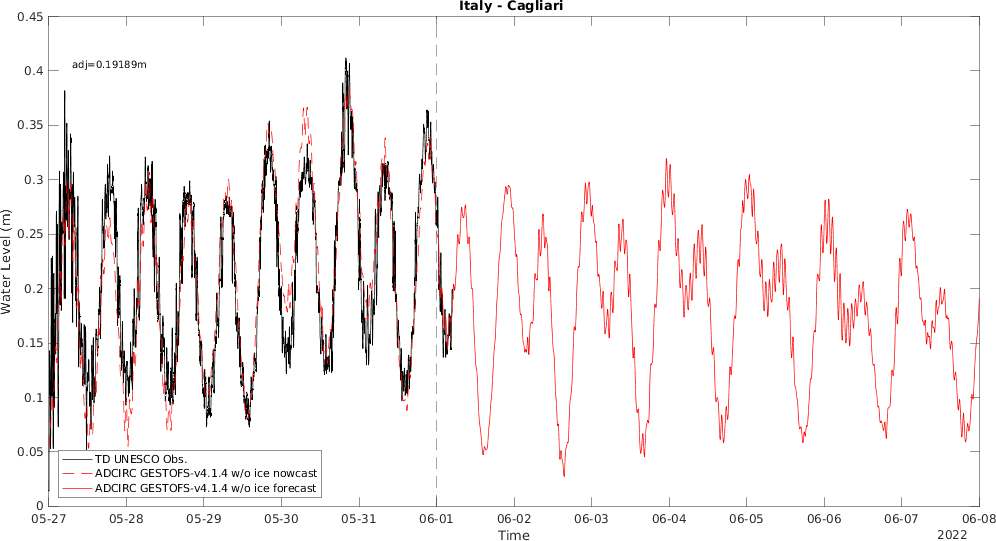 Italy - Cagliari
0.45
0.4
0.35
0.3
0.25
0.2
0.15
0.1
0.05
0
Water Level (m)
adj=0.19189m
TD UNESCO Obs.
ADCIRC GESTOFS-v4.1.4 w/o ice nowcast
ADCIRC GESTOFS-v4.1.4 w/o ice forecast
05-27 05-28 05-29 05-30 05-31 06-01 06-02 06-03 06-04 06-05 06-06 06-07 06-08
Time
2022